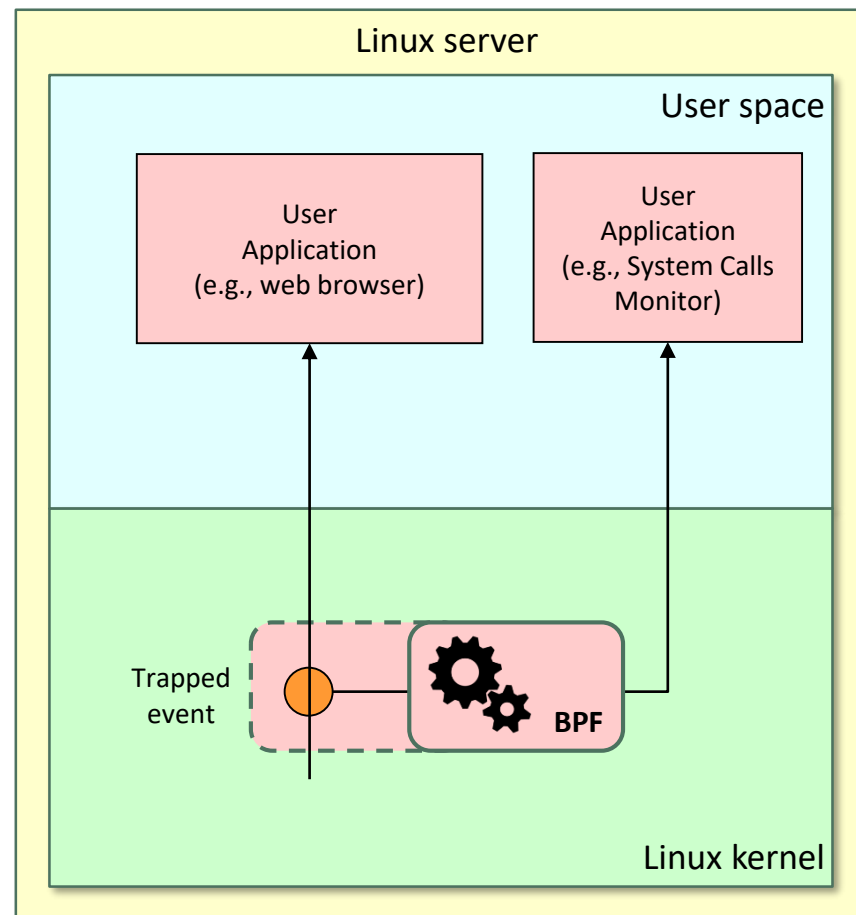 Linux server
User space
User
Application
(e.g., web browser)
User
Application
(e.g., System Calls
Monitor)
Trapped
event
BPF
Linux kernel